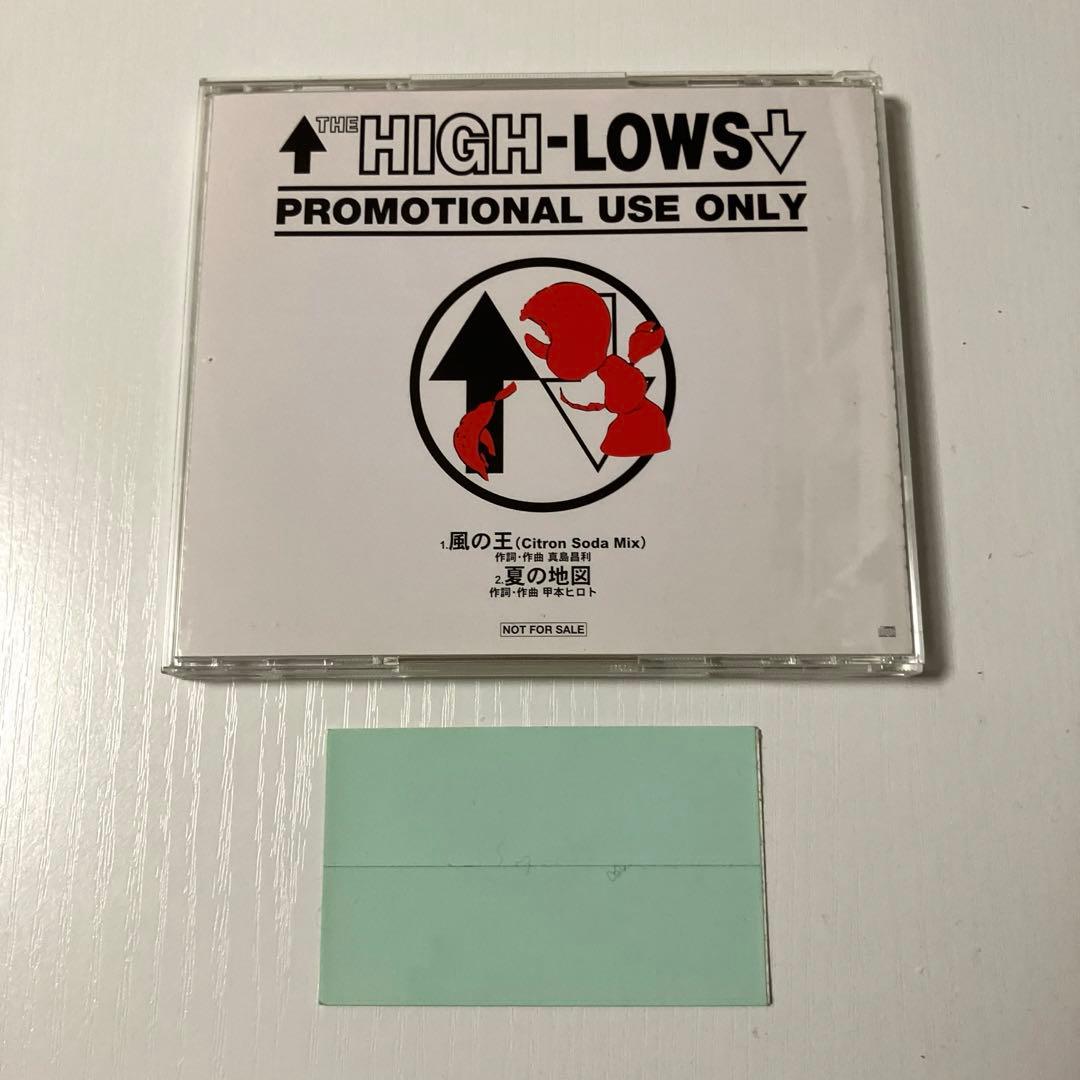 THE HIGH-LOWS
PROMOTIONAL USE ONLY
1.風の王(Citron Soda Mix)
作詞・作曲 真島昌利
2.夏の地図
作詞・作曲 甲本ヒロト
NOT FOR SALE